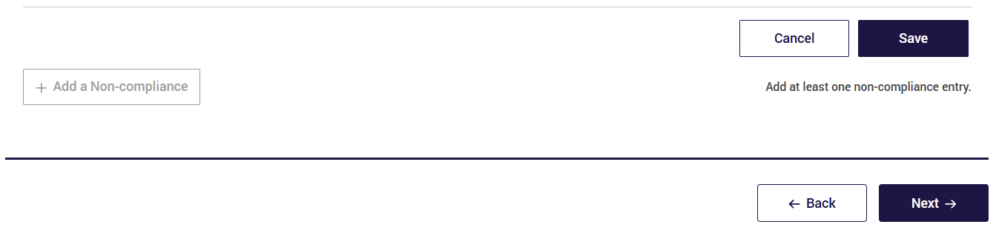 Cancel
Save
+ Add a Non-compliance
Add at least one non-compliance entry.
← Back
Next →